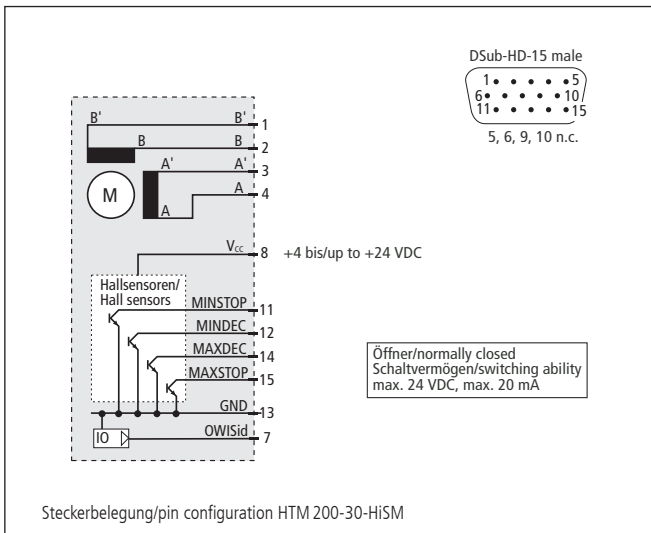 DSub-HD-15 male
1 5
6 10
11 15
5, 6, 9, 10 n.c.
B' B' 1
B B 2
A' A' 3
M A 4
A
Vcc 8 +4 bis/up to +24 VDC
Hallsensoren/
Hall sensors
MINSTOP 11
MINDEC 12
MAXDEC 14
MAXSTOP 15
GND 13
IO OWISid 7
Öffner/normally closed
Schaltvermögen/switching ability
max. 24 VDC, max. 20 mA
Steckerbelegung/pin configuration HTM 200-30-HiSM